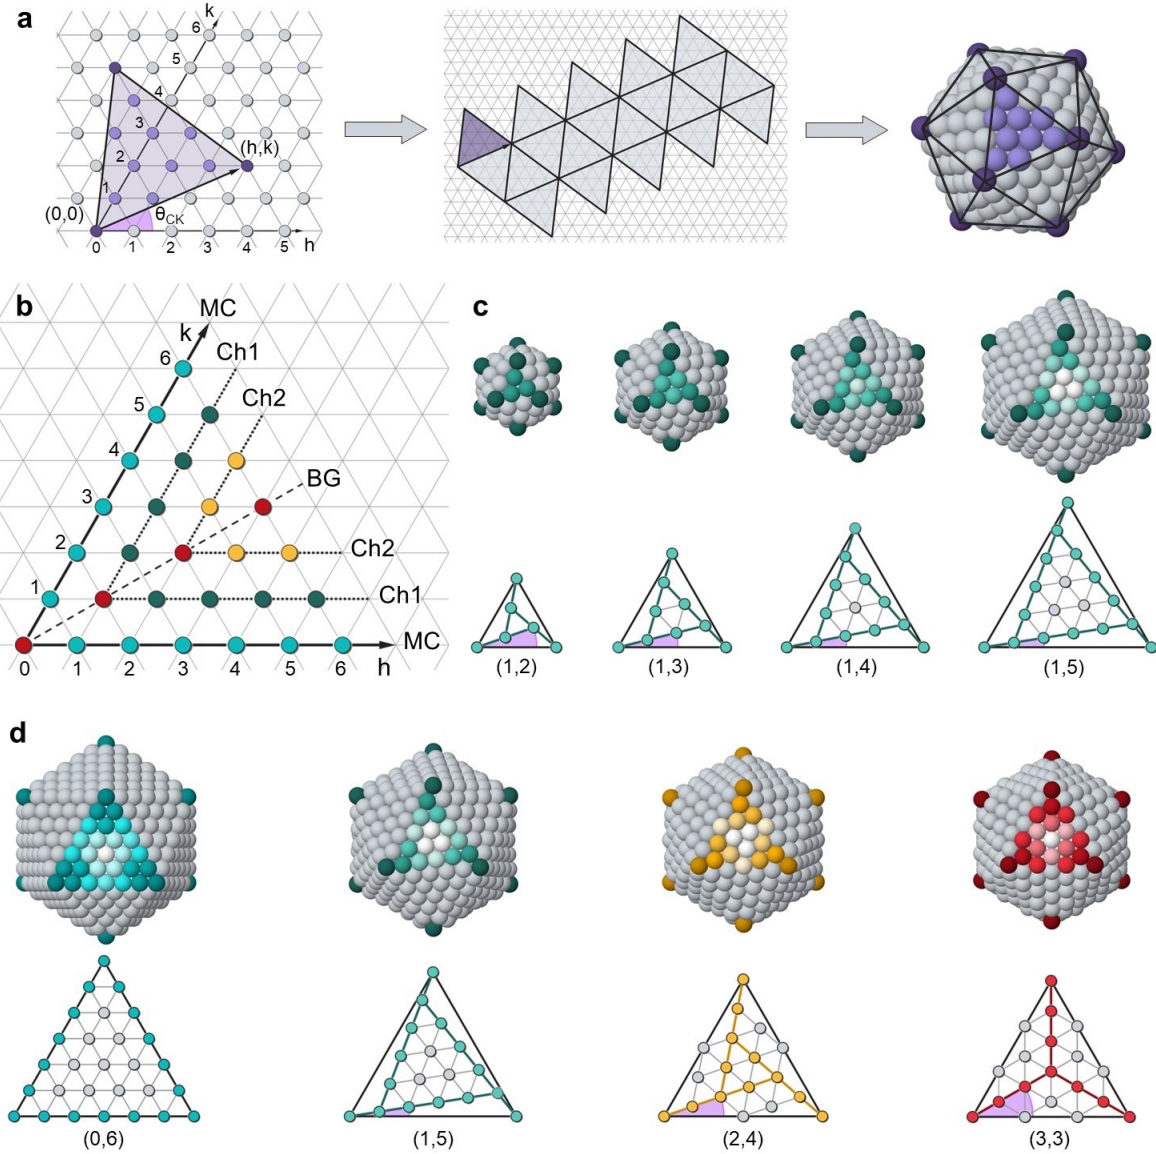 a
k
6
5
4
3
2
1
(h,k)
(0,0)
θCK
0 1 2 3 4 5 h
b
MC
k
6
Ch1
5
Ch2
4
BG
3
2
Ch2
1
Ch1
MC
0 1 2 3 4 5 6 h
c
(1,2) (1,3) (1,4) (1,5)
d
(0,6) (1,5) (2,4) (3,3)